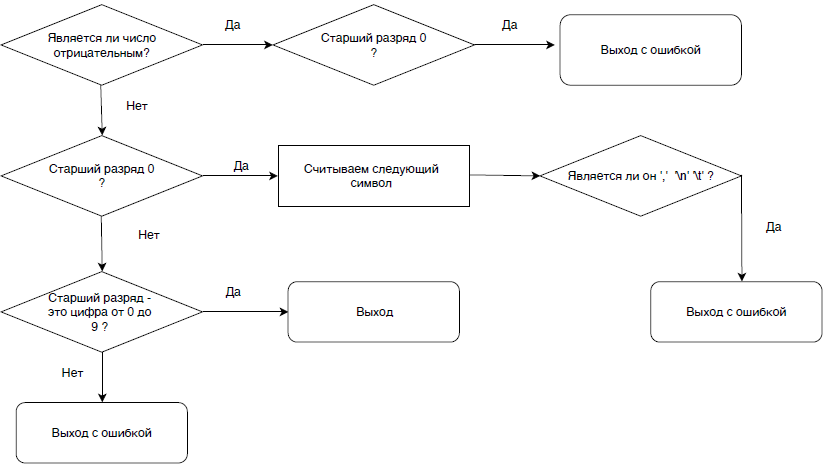 Является ли число
отрицательным?
Да
Старший разряд 0
?
Да
Выход с ошибкой
Нет
Старший разряд 0
?
Да
Считываем следующий
символ
Является ли он ',' '\n' '\t' ?
Да
Нет
Старший разряд -
это цифра от 0 до
9 ?
Да
Выход
Выход с ошибкой
Нет
Выход с ошибкой